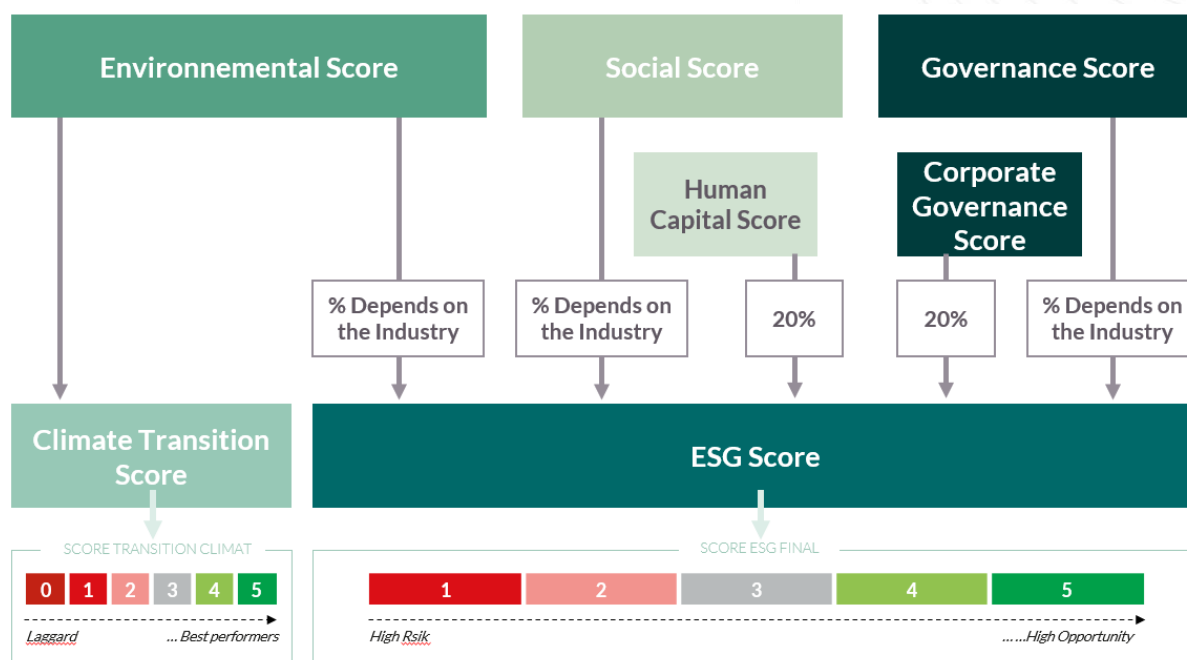 Environnemental Score
Social Score
Governance Score
Human
Capital Score
Corporate
Governance
Score
% Depends on
the Industry
% Depends on
the Industry
20%
20%
% Depends on
the Industry
Climate Transition
Score
ESG Score
SCORE TRANSITION CLIMAT
SCORE ESG FINAL
0 1 2 3 4 5
1 2 3 4 5
Laggard ... Best performers
High Rsik ... ...High Opportunity